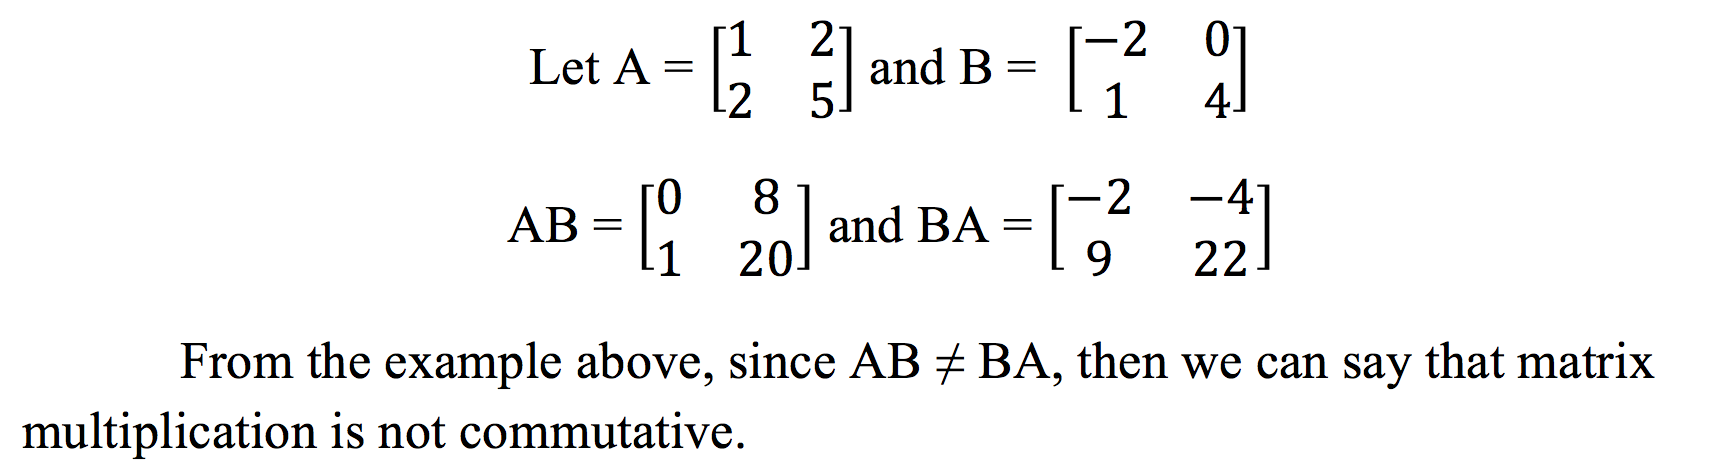 Let A = [1 2 2 5] and B = [−2 0 1 4]
AB = [0 8 1 20] and BA = [−2 −4 9 22]
From the example above, since AB ≠ BA, then we can say that matrix
multiplication is not commutative.